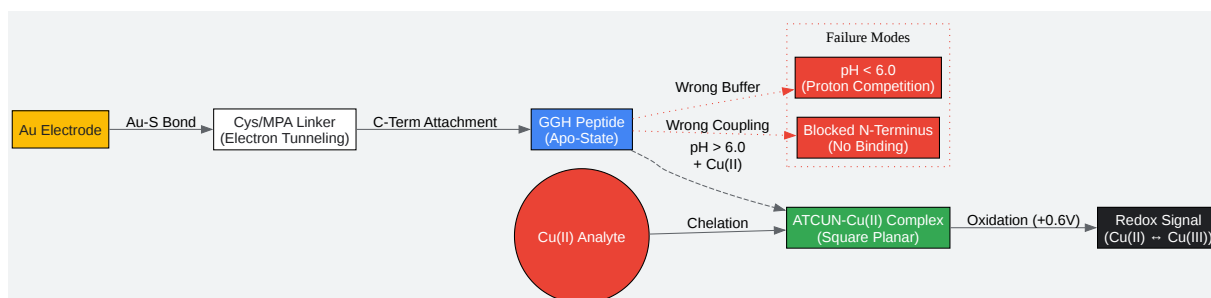 Failure Modes
pH < 6.0
(Proton Competition)
Wrong Buffer
Au Electrode
Au-S Bond
Cys/MPA Linker
(Electron Tunneling)
C-Term Attachment
GGH Peptide
(Apo-State)
Wrong Coupling
Blocked N-Terminus
(No Binding)
pH > 6.0
+ Cu(II)
Cu(II) Analyte
Chelation
ATCUN-Cu(II) Complex
(Square Planar)
Oxidation (+0.6V)
Redox Signal
(Cu(II) ↔ Cu(III))